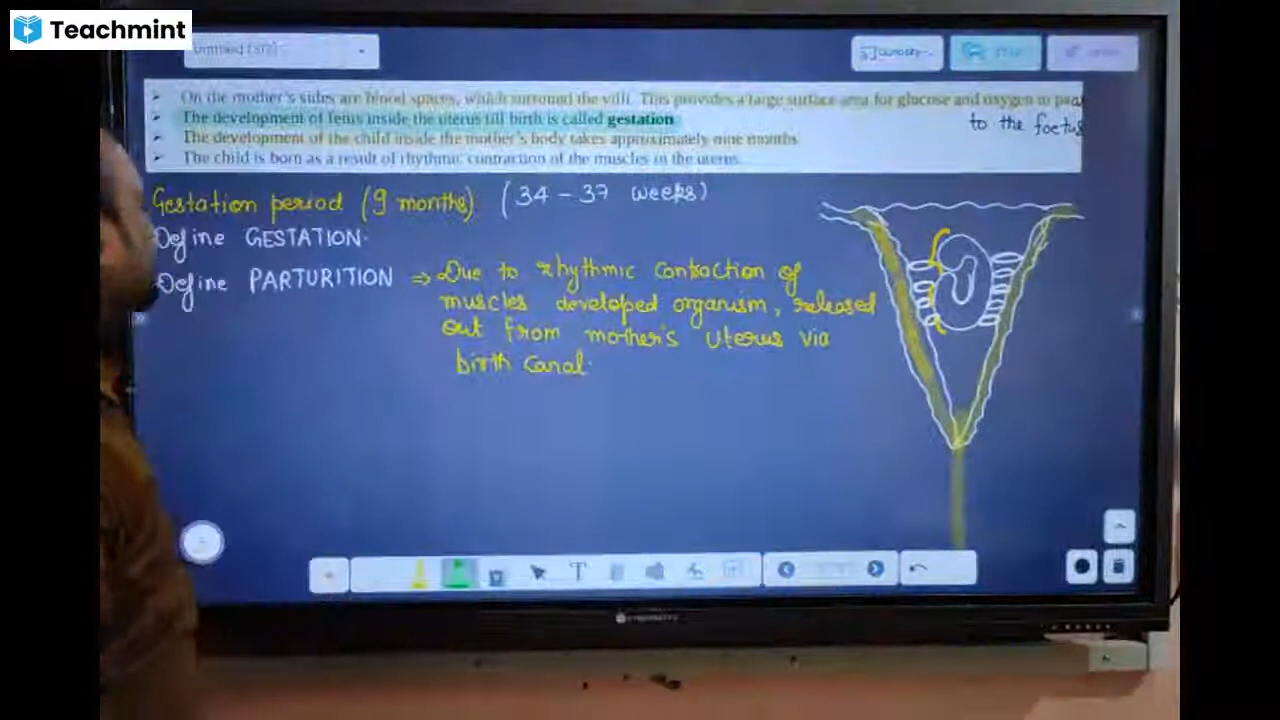 Teachmint
On the mother's sides are blood spaces, which surround the villi. This provides a large surface area for glucose and oxygen to pass
to the foetus
The development of fetus inside the uterus till birth is called gestation
The development of the child inside the mother's body takes approximately nine months
The child is born as a result of rhythmic contraction of the muscles in the uterus.
Gestation period (9 months) (34 - 37 weeks)
Define GESTATION.
Define PARTURITION ⇒ Due to rhythmic contraction of
muscles developed organism, released
out from mother's uterus via
birth canal.
T